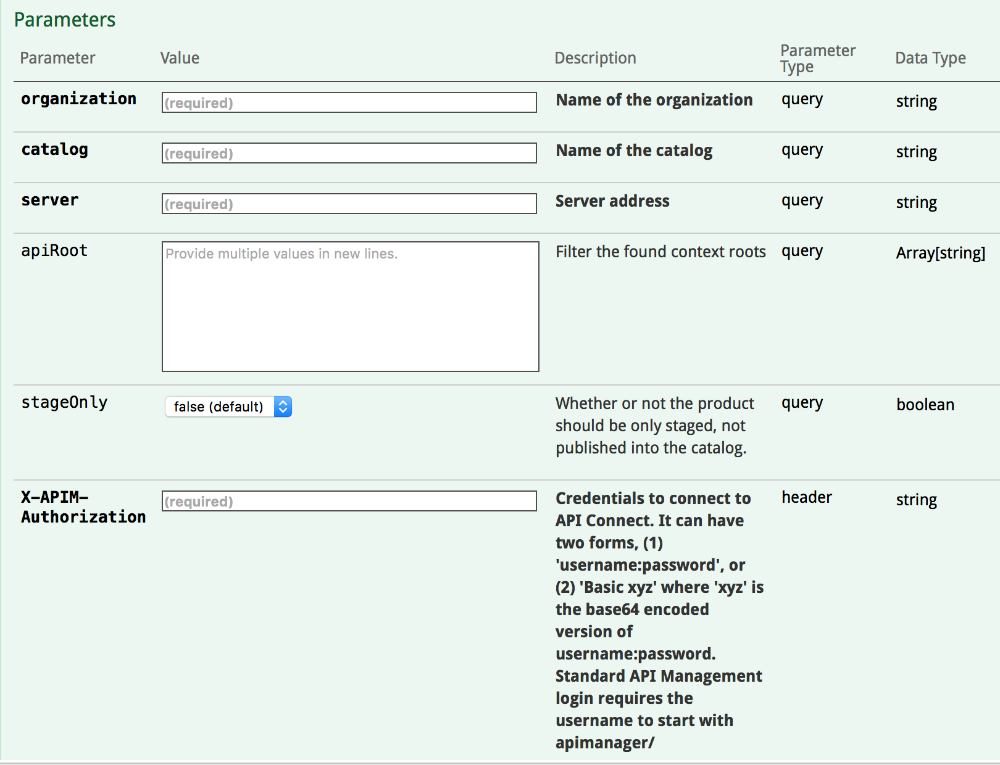 Parameters
Parameter Value Description Parameter Type Data Type
organization (required) Name of the organization query string
catalog (required) Name of the catalog query string
server (required) Server address query string
apiRoot Provide multiple values in new lines. Filter the found context roots query Array[string]
stageOnly false (default) Whether or not the product query boolean
should be only staged, not
published into the catalog.
X-APIM- (required) Credentials to connect to header string
Authorization API Connect. It can have
two forms, (1)
'username:password', or
(2) 'Basic xyz' where 'xyz' is
the base64 encoded
version of
username:password.
Standard API Management
login requires the
username to start with
apimanager/